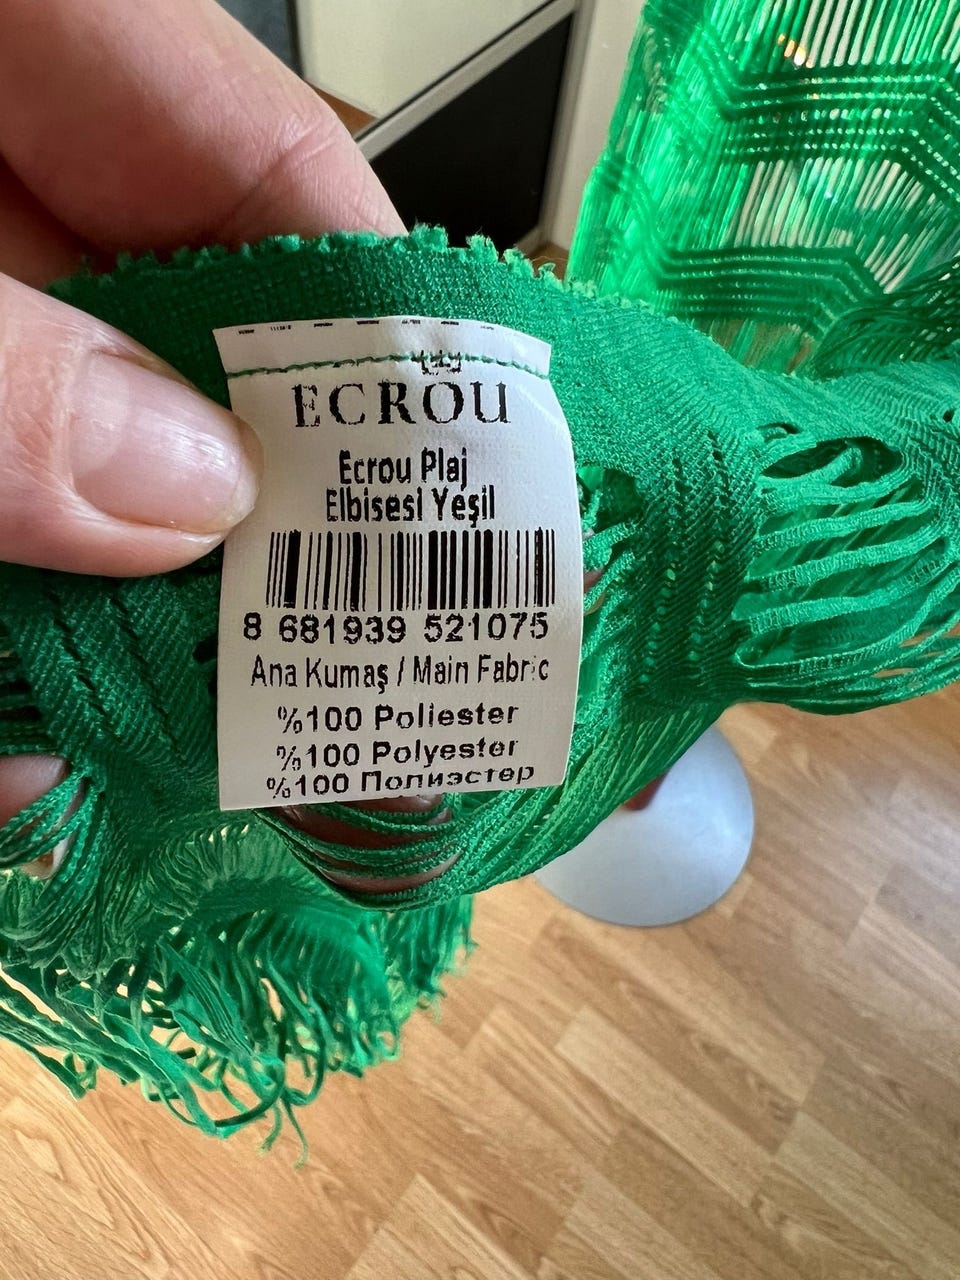 ECROU
Ecrou Plaj
Elbisesi Yeşil
8 681939 521075
Ana Kumaş / Main Fabric
%100 Poliester
%100 Polyester
%100 Полиэстер